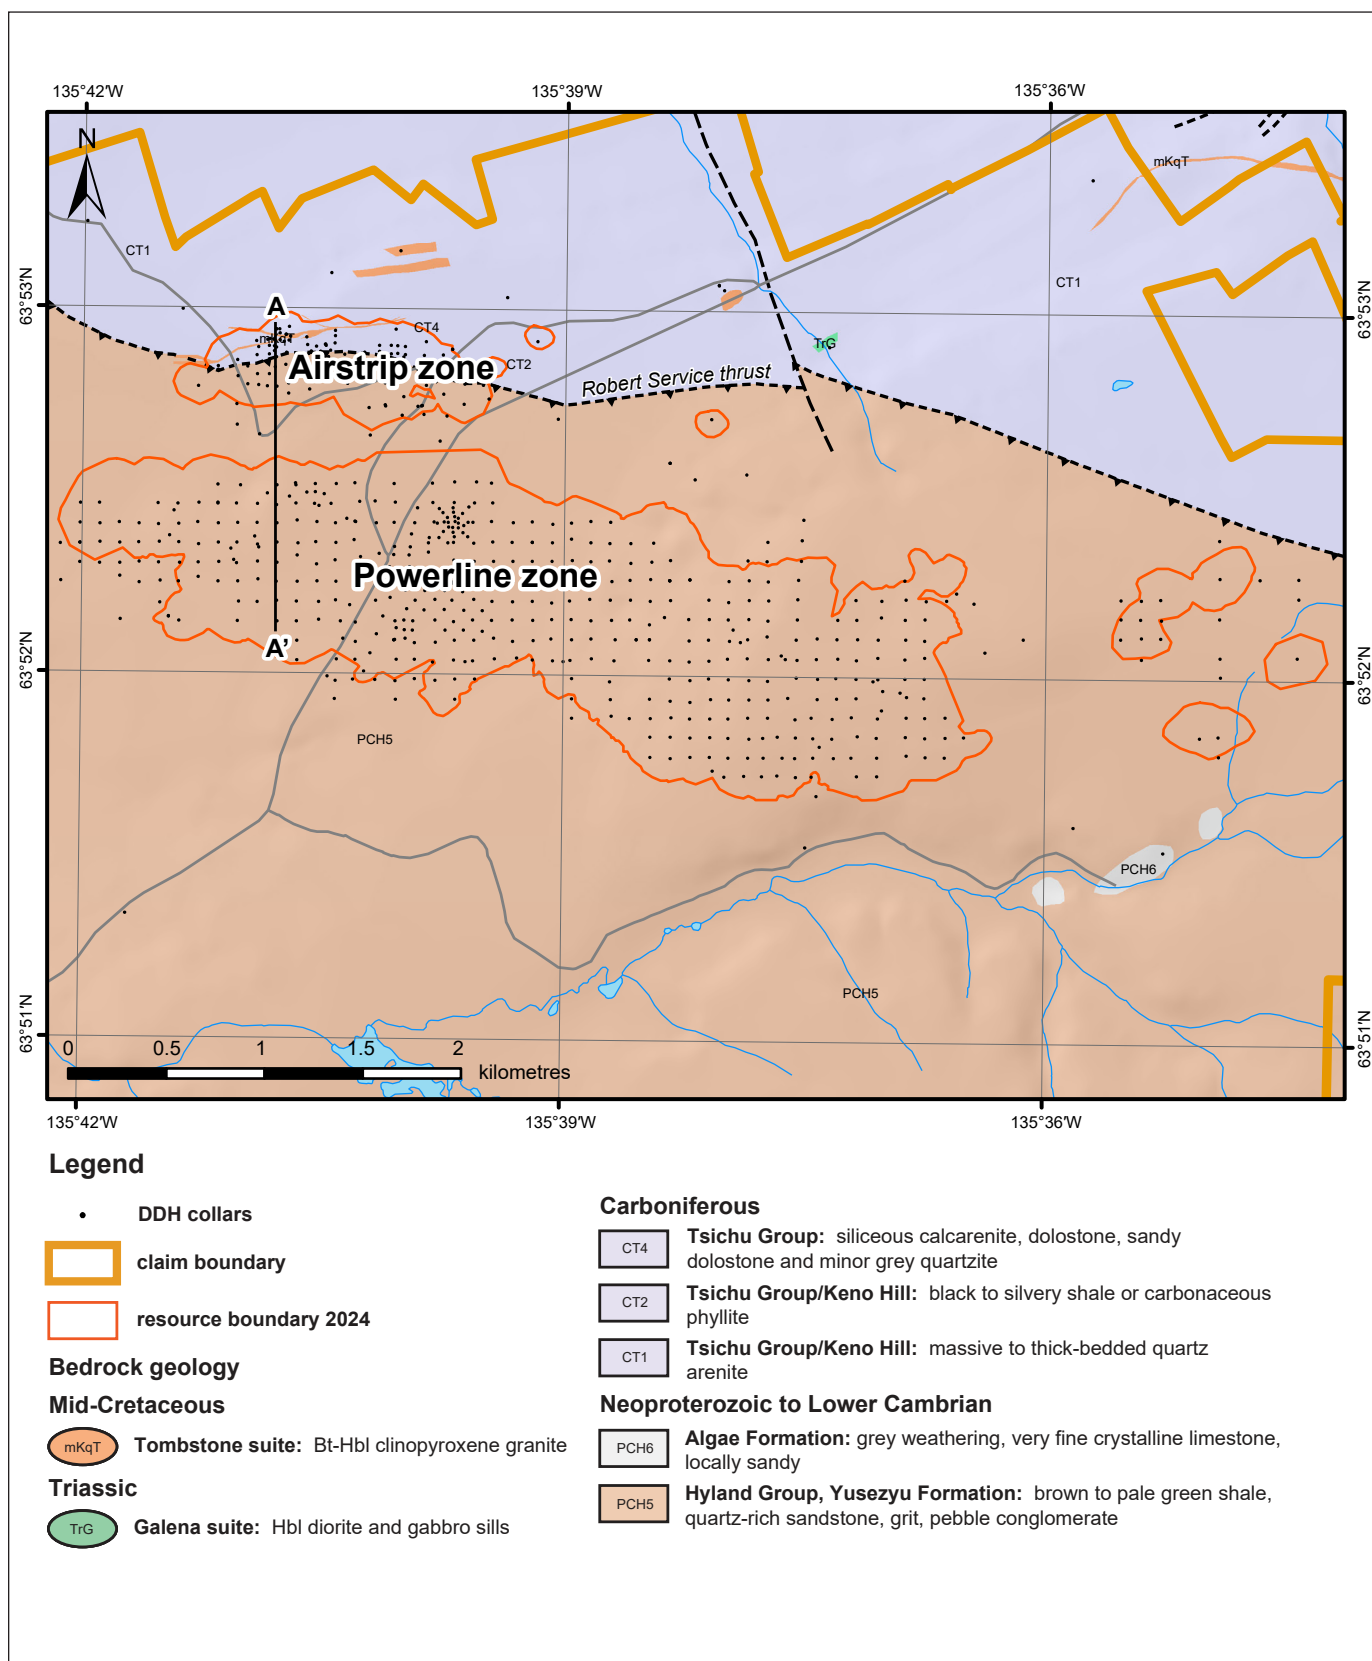 135°42'W
135°39'W
135°36'W
N
mKqT
CT1
CT1
63°53'N
63°53'N
A
CT4
mKqT
TrG
CT2
Airstrip zone
Robert Service thrust
Powerline zone
A'
63°52'N
63°52'N
PCH5
PCH6
PCH5
63°51'N
63°51'N
0 0.5 1 1.5 2
kilometres
135°42'W
135°39'W
135°36'W
Legend
DDH collars
claim boundary
resource boundary 2024
Bedrock geology
Mid-Cretaceous
mKqT Tombstone suite: Bt-Hbl clinopyroxene granite
Triassic
TrG Galena suite: Hbl diorite and gabbro sills
Carboniferous
CT4 Tsichu Group: siliceous calcarenite, dolostone, sandy
dolostone and minor grey quartzite
CT2 Tsichu Group/Keno Hill: black to silvery shale or carbonaceous
phyllite
CT1 Tsichu Group/Keno Hill: massive to thick-bedded quartz
arenite
Neoproterozoic to Lower Cambrian
PCH6 Algae Formation: grey weathering, very fine crystalline limestone,
locally sandy
PCH5 Hyland Group, Yusezyu Formation: brown to pale green shale,
quartz-rich sandstone, grit, pebble conglomerate